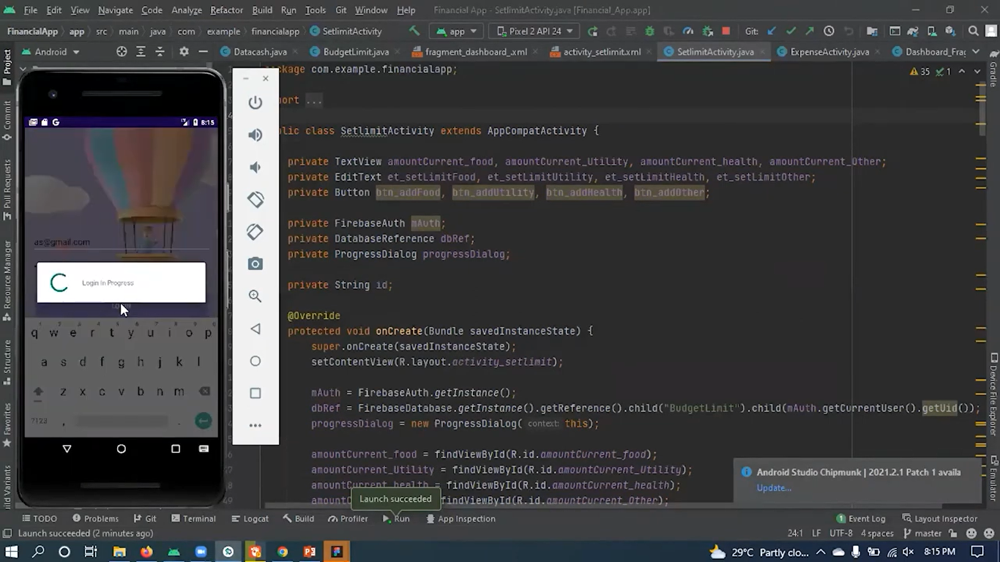 File Edit View Navigate Code Analyze Refactor Build Run Tools Git Window Help Financial App - SetlimitActivity.java [Financial_App.app]
FinancialApp app src main java com example financialapp SetlimitActivity app Pixel 2 API 24 Git:
Android Datacash.java BudgetLimit.java fragment_dashboard_.xml activity_setlimit.xml SetlimitActivity.java ExpenseActivity.java Dashboard_Frag
Project
Commit
Pull Requests
Resource Manager
Structure
Favorites
ild Variants
8:15
as@gmail.com
Login In Progress
q w e r t y u i o p
a s d f g h j k l
z x c v b n m
?123 , .
35 1
ckage com.example.financialapp;
ort ...
lic class SetlimitActivity extends AppCompatActivity {
private TextView amountCurrent_food, amountCurrent_Utility, amountCurrent_health, amountCurrent_Other;
private EditText et_setLimitFood, et_setLimitUtility, et_setLimitHealth, et_setLimitOther;
private Button btn_addFood, btn_addUtility, btn_addHealth, btn_addOther;
private FirebaseAuth mAuth;
private DatabaseReference dbRef;
private ProgressDialog progressDialog;
private String id;
@Override
protected void onCreate(Bundle savedInstanceState) {
super.onCreate(savedInstanceState);
setContentView(R.layout.activity_setlimit);
mAuth = FirebaseAuth.getInstance();
dbRef = FirebaseDatabase.getInstance().getReference().child("BudgetLimit").child(mAuth.getCurrentUser().getUid());
progressDialog = new ProgressDialog( context: this);
amountCurrent_food = findViewById(R.id.amountCurrent_food);
amountCurrent_Utility = findViewById(R.id.amountCurrent_Utility);
amountCurrent_health = findViewById(R.id.amountCurrent_health);
amountC findViewById(R.id.amountCurrent_Other);
Launch succeeded
Android Studio Chipmunk | 2021.2.1 Patch 1 availa
Update...
Gradle
Device File Explorer
Emulator
TODO Problems Git Terminal Logcat Build Profiler Run App Inspection Event Log Layout Inspector
Launch succeeded (2 minutes ago) 24:1 LF UTF-8 4 spaces master
29°C Partly clo... 8:15 PM